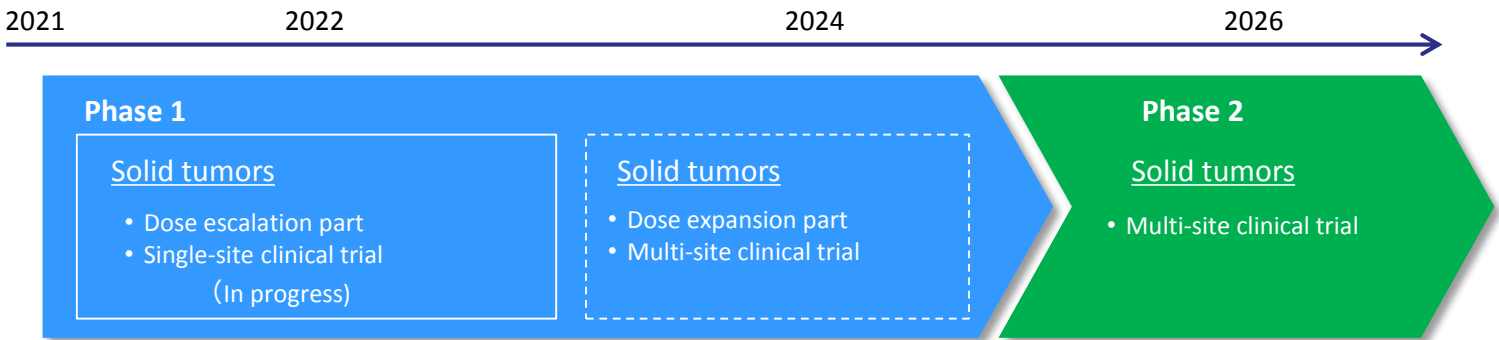 2021 2022 2024 2026
Phase 1
Solid tumors
• Dose escalation part
• Single-site clinical trial
（In progress)
Solid tumors
• Dose expansion part
• Multi-site clinical trial
Phase 2
Solid tumors
• Multi-site clinical trial